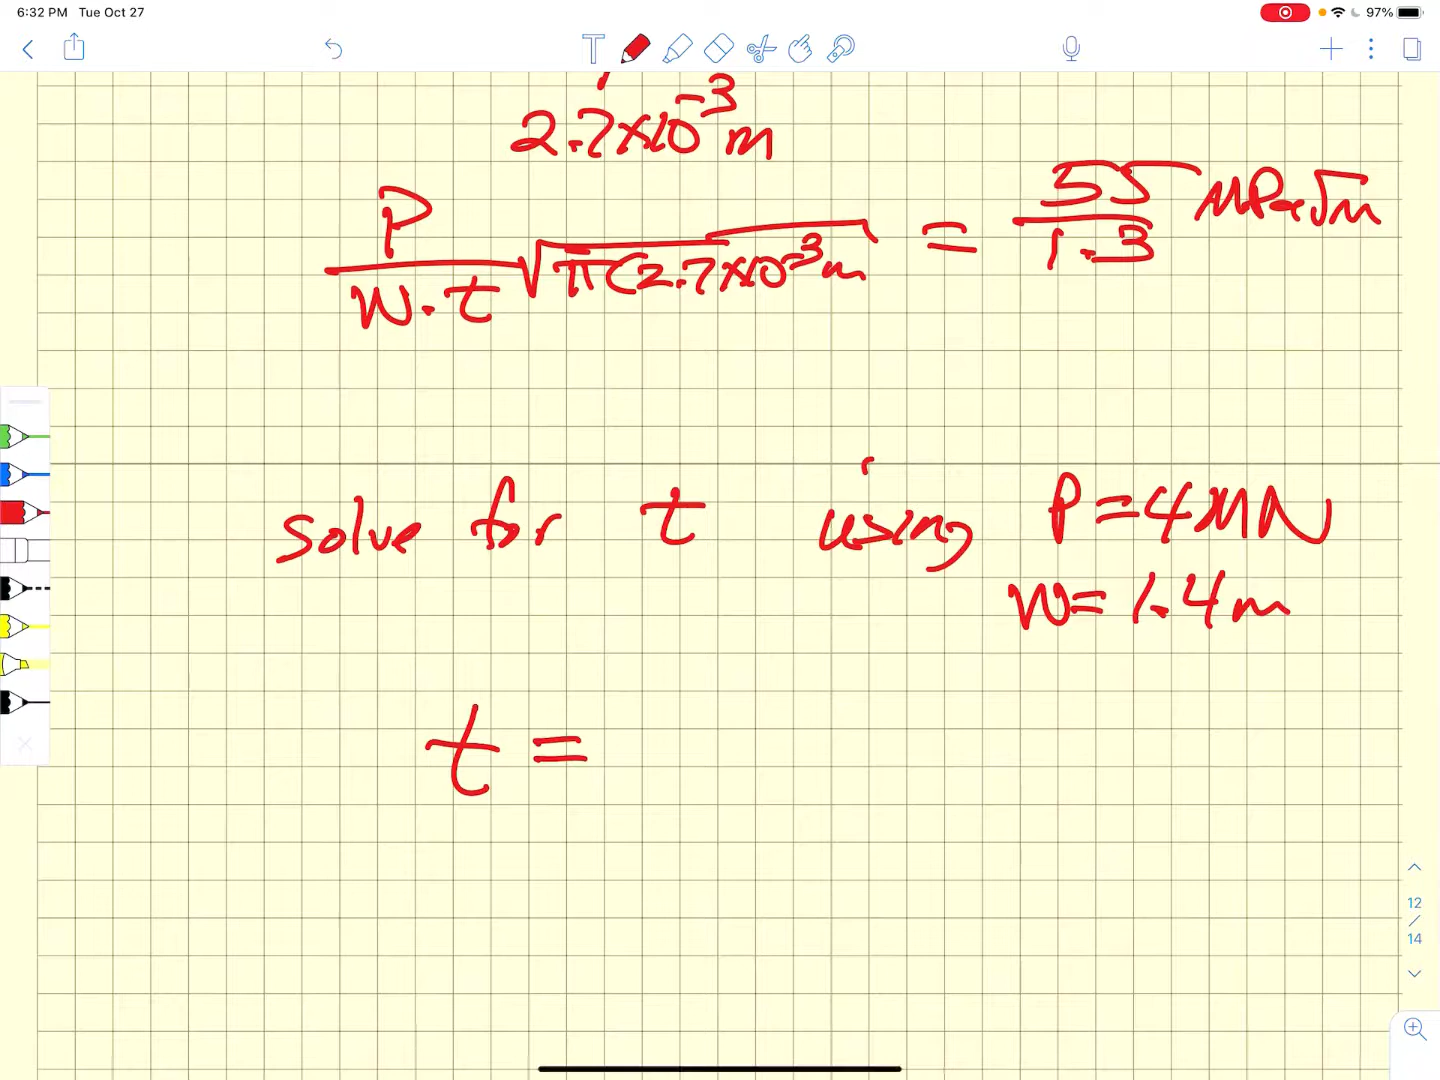 6:32 PM Tue Oct 27
97%
T
2.7x10⁻³ m
P / W·t √π(2.7x10⁻³ m = 55 / 1.3 MPa√m
solve for t using P=4MN
W= 1.4 m
t =
12
/
14